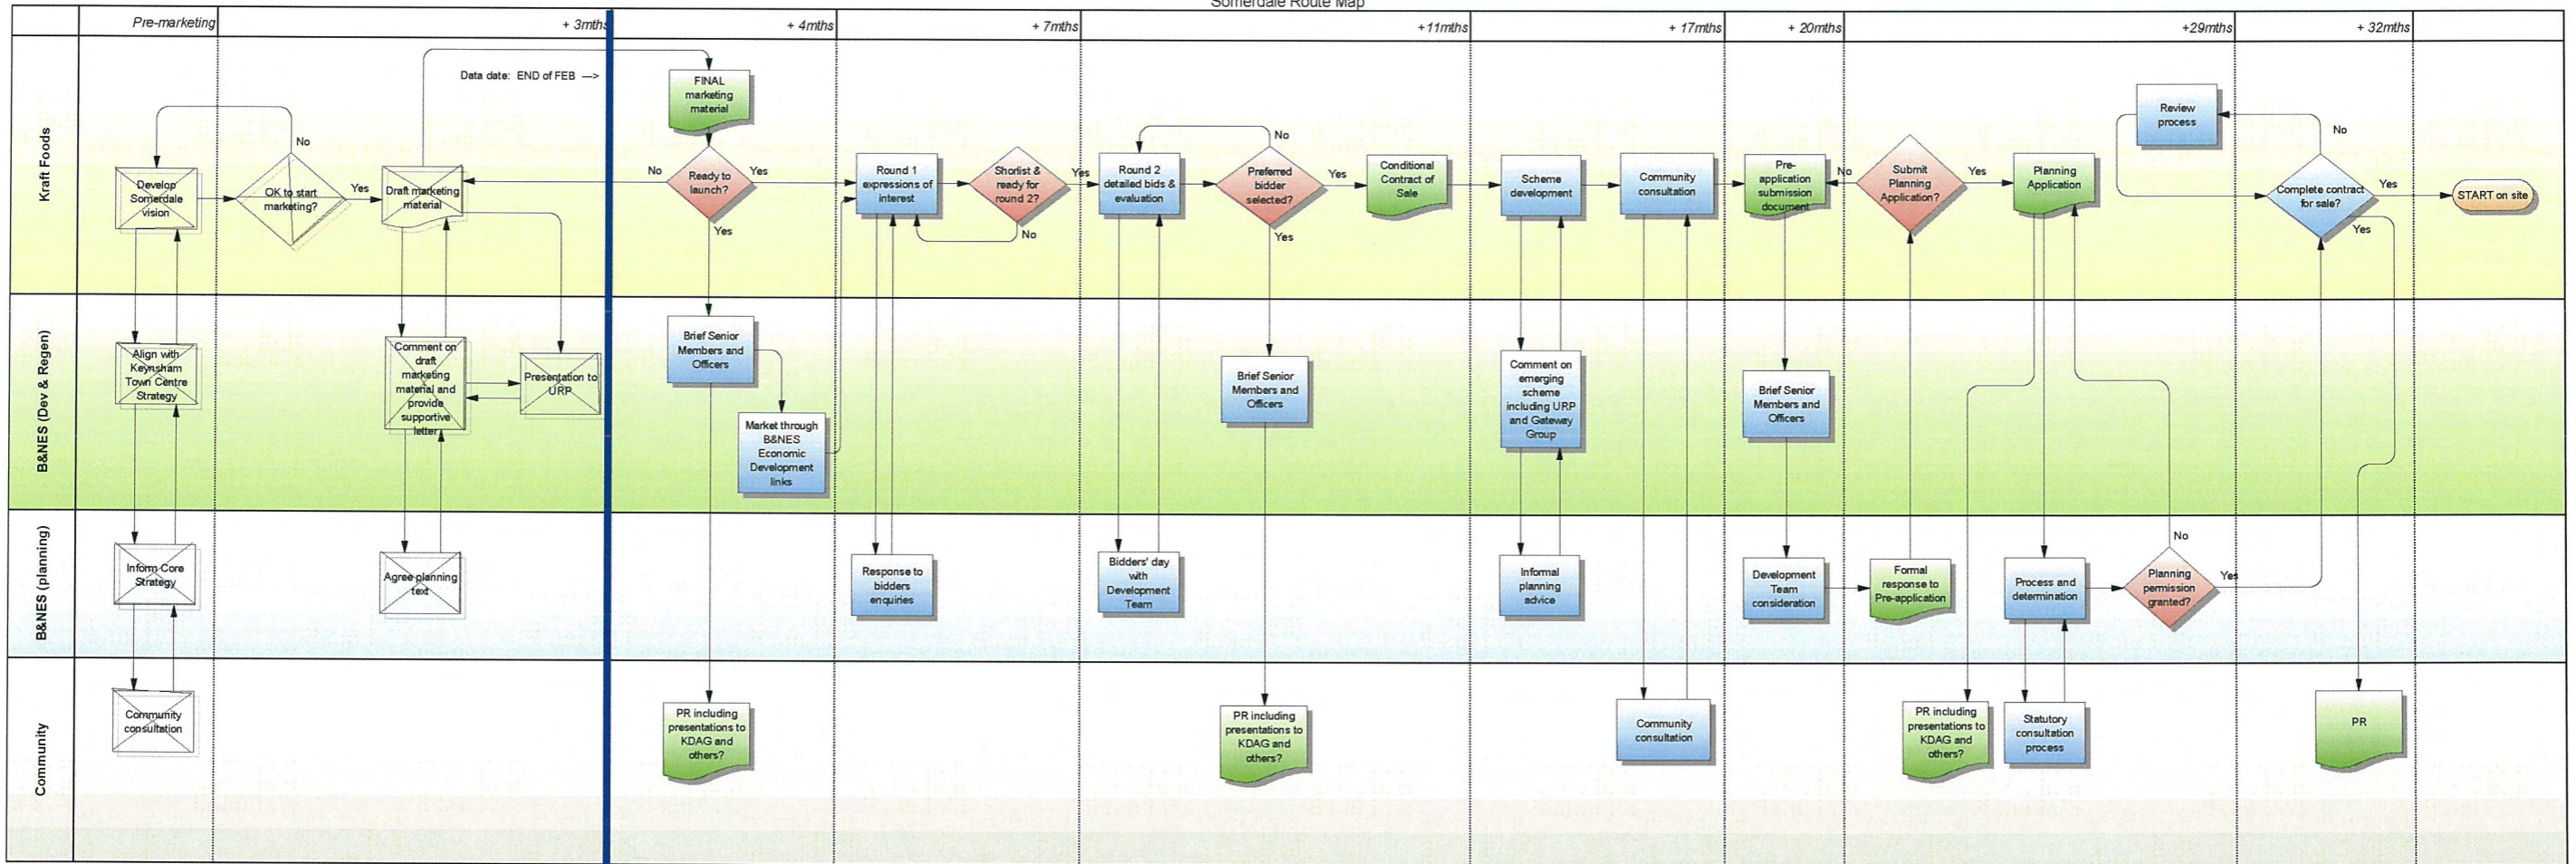 Somerdale Route Map
Pre-marketing
+ 3mths
+ 4mths
+ 7mths
+11mths
+ 17mths
+ 20mths
+29mths
+ 32mths
Kraft Foods
Data date: END of FEB -->
Develop
Somerdale
vision
No
OK to start
marketing?
Yes
Draft marketing
material
FINAL
marketing
material
No
Ready to
launch?
Yes
Yes
Round 1
expressions of
interest
Shortlist &
ready for
round 2?
Yes
No
Round 2
detailed bids &
evaluation
No
Preferred
bidder
selected?
Yes
Yes
Conditional
Contract of
Sale
Scheme
development
Community
consultation
Pre-
application
submission
document
No
Submit
Planning
Application?
Yes
Planning
Application
Review
process
No
Complete contract
for sale?
Yes
Yes
START on site
B&NES (Dev & Regen)
Align with
Keynsham
Town Centre
Strategy
Comment on
draft
marketing
material and
provide
supportive
letter
Presentation to
URP
Brief Senior
Members and
Officers
Market through
B&NES
Economic
Development
links
Brief Senior
Members and
Officers
Comment on
emerging
scheme
including URP
and Gateway
Group
Brief Senior
Members and
Officers
B&NES (planning)
Inform Core
Strategy
Agree planning
text
Response to
bidders
enquiries
Bidders' day
with
Development
Team
Informal
planning
advice
Development
Team
consideration
Formal
response to
Pre-application
Process and
determination
No
Planning
permission
granted?
Yes
Community
Community
consultation
PR including
presentations to
KDAG and
others?
PR including
presentations to
KDAG and
others?
Community
consultation
PR including
presentations to
KDAG and
others?
Statutory
consultation
process
PR